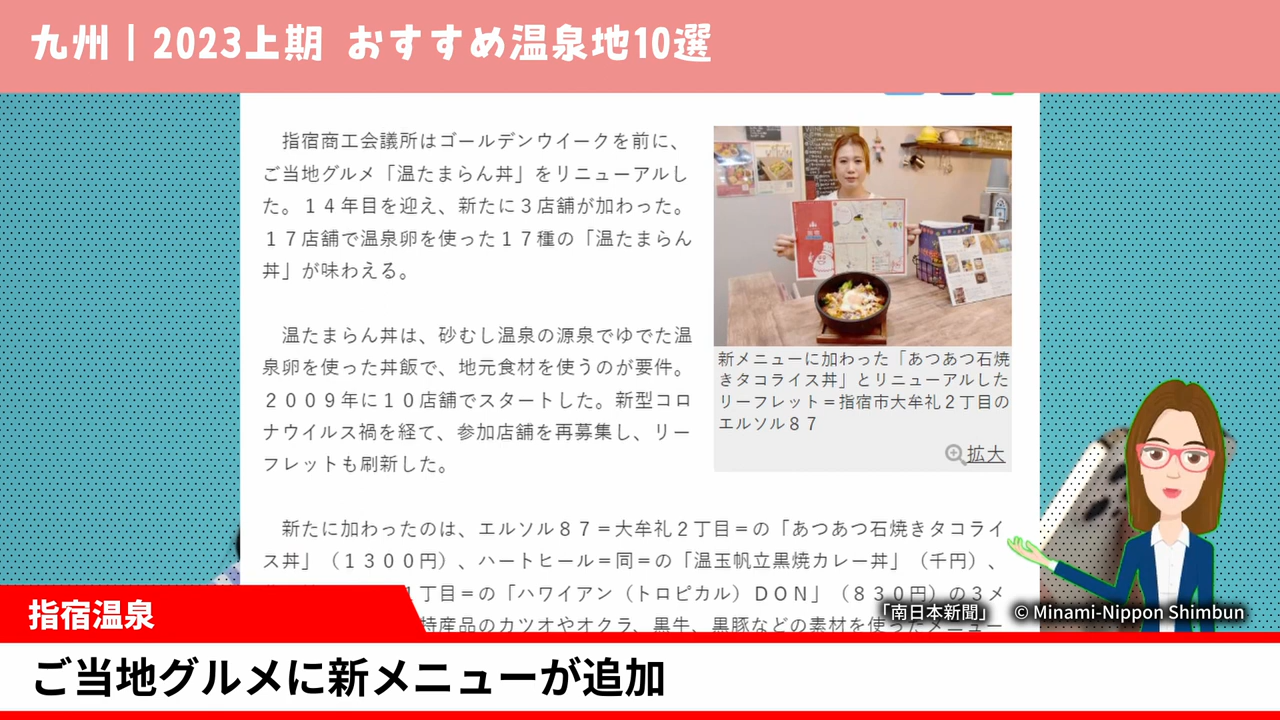 九州｜2023上期 おすすめ温泉地10選
　指宿商工会議所はゴールデンウイークを前に、
ご当地グルメ「温たまらん丼」をリニューアルし
た。１４年目を迎え、新たに３店舗が加わった。
１７店舗で温泉卵を使った１７種の「温たまらん
丼」が味わえる。
　温たまらん丼は、砂むし温泉の源泉でゆでた温
泉卵を使った丼飯で、地元食材を使うのが要件。
２００９年に１０店舗でスタートした。新型コロ
ナウイルス禍を経て、参加店舗を再募集し、リー
フレットも刷新した。
新メニューに加わった「あつあつ石焼
きタコライス丼」とリニューアルした
リーフレット＝指宿市大牟礼２丁目の
エルソル８７
拡大
　新たに加わったのは、エルソル８７＝大牟礼２丁目＝の「あつあつ石焼きタコライ
ス丼」（１３００円）、ハートヒール＝同＝の「温玉帆立黒焼カレー丼」（千円）、
丁目＝の「ハワイアン（トロピカル）ＤＯＮ」（８３０円）の３メ
特産品のカツオやオクラ、黒牛、黒豚などの素材を使ったメニュー
「南日本新聞」　© Minami-Nippon Shimbun
指宿温泉
ご当地グルメに新メニューが追加